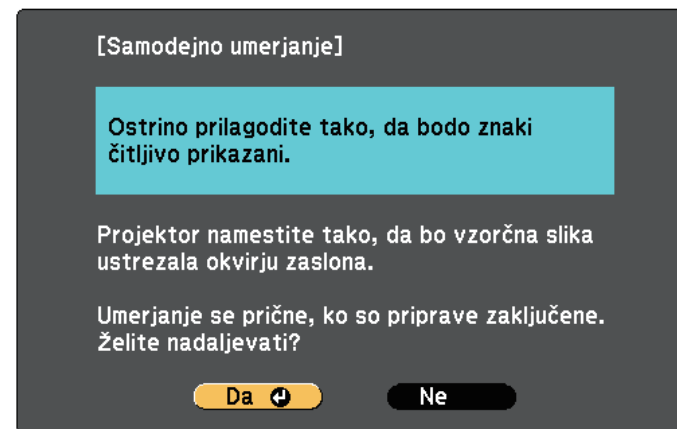 [Samodejno umerjanje]
Ostrino prilagodite tako, da bodo znaki
čitljivo prikazani.
Projektor namestite tako, da bo vzorčna slika
ustrezala okvirju zaslona.
Umerjanje se prične, ko so priprave zaključene.
Želite nadaljevati?
Da Ne